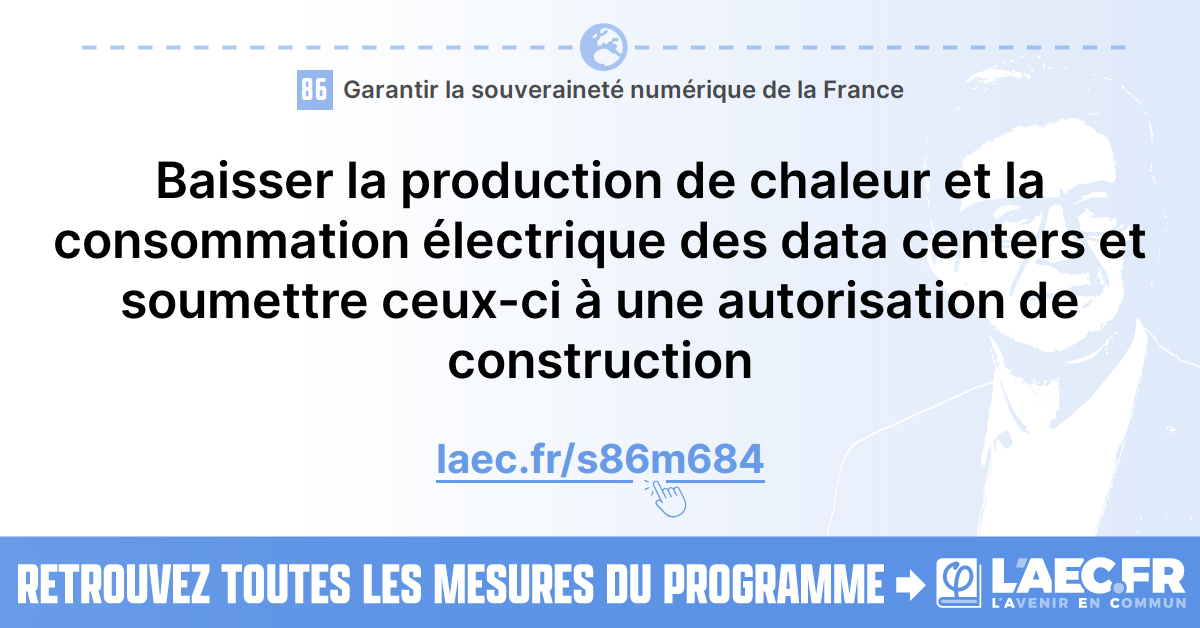 86 Garantir la souveraineté numérique de la France
Baisser la production de chaleur et la
consommation électrique des data centers et
soumettre ceux-ci à une autorisation de
construction
laec.fr/s86m684
RETROUVEZ TOUTES LES MESURES DU PROGRAMME
φ L'AEC.FR
L'AVENIR EN COMMUN